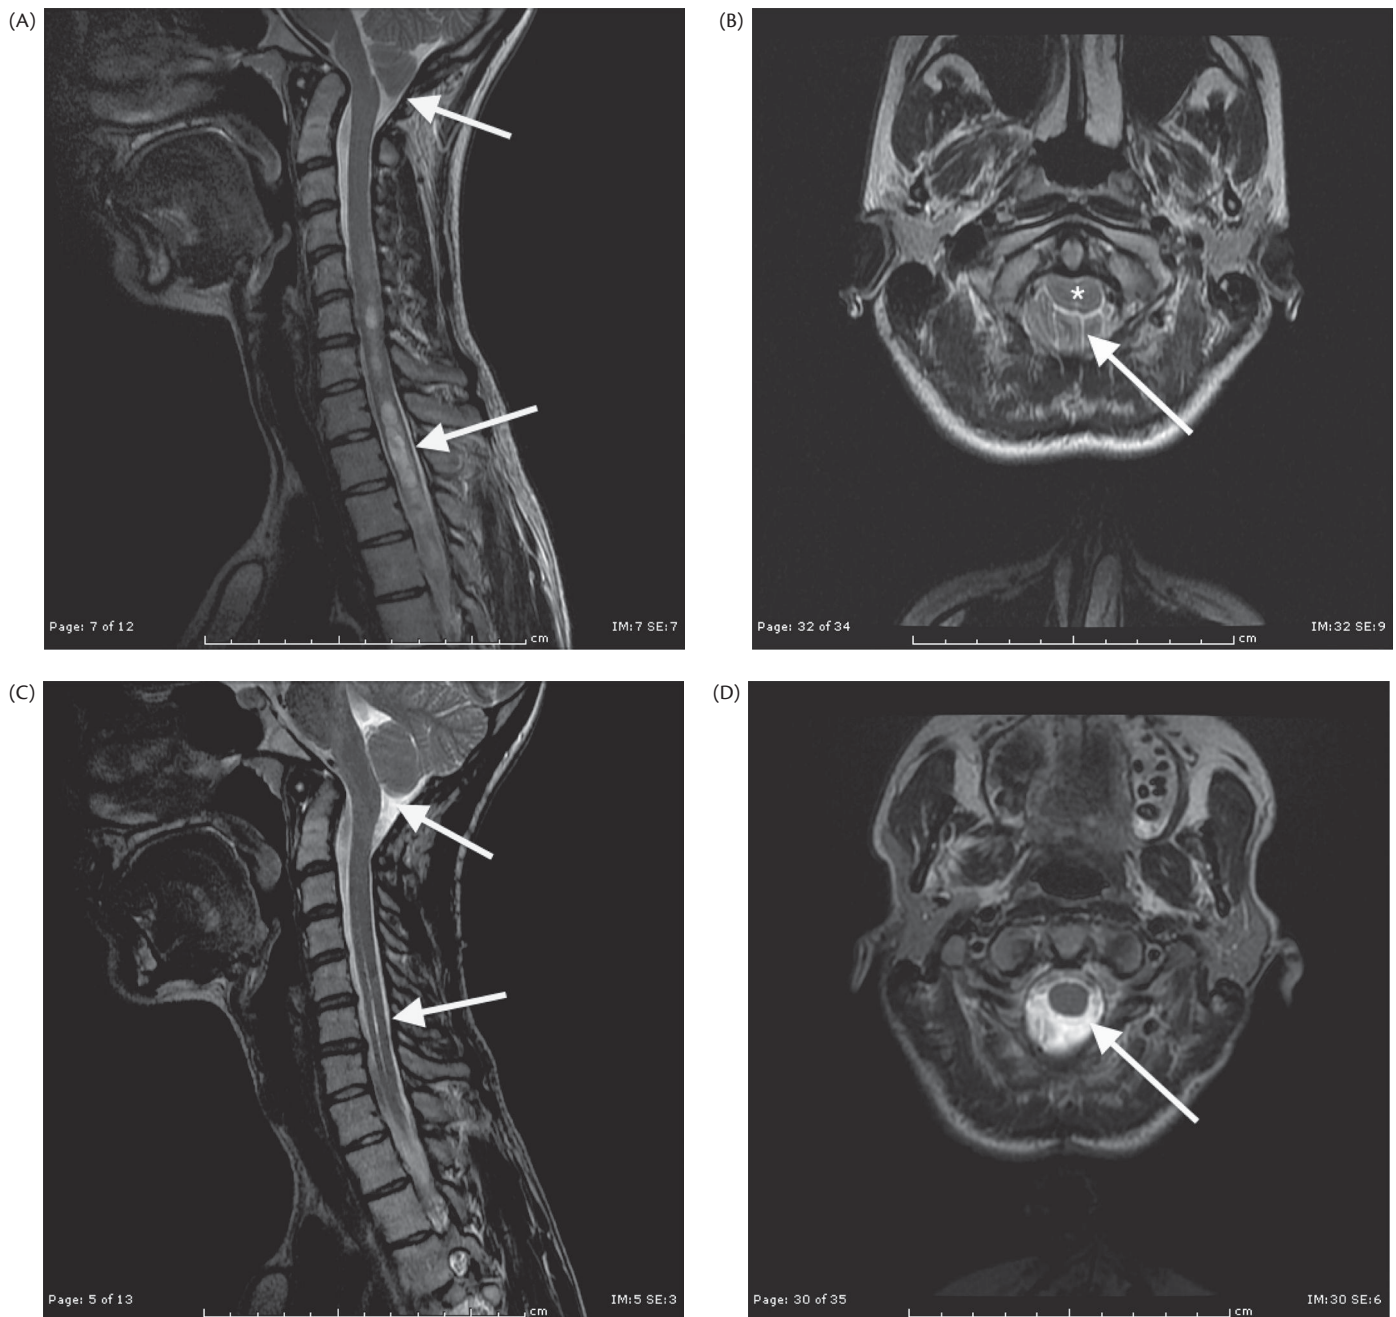 (A)
Page: 7 of 12
cm
IM:7 SE:7
(B)
*
Page: 32 of 34
cm
IM:32 SE:9
(C)
Page: 5 of 13
cm
IM:5 SE:3
(D)
Page: 30 of 35
cm
IM:30 SE:6